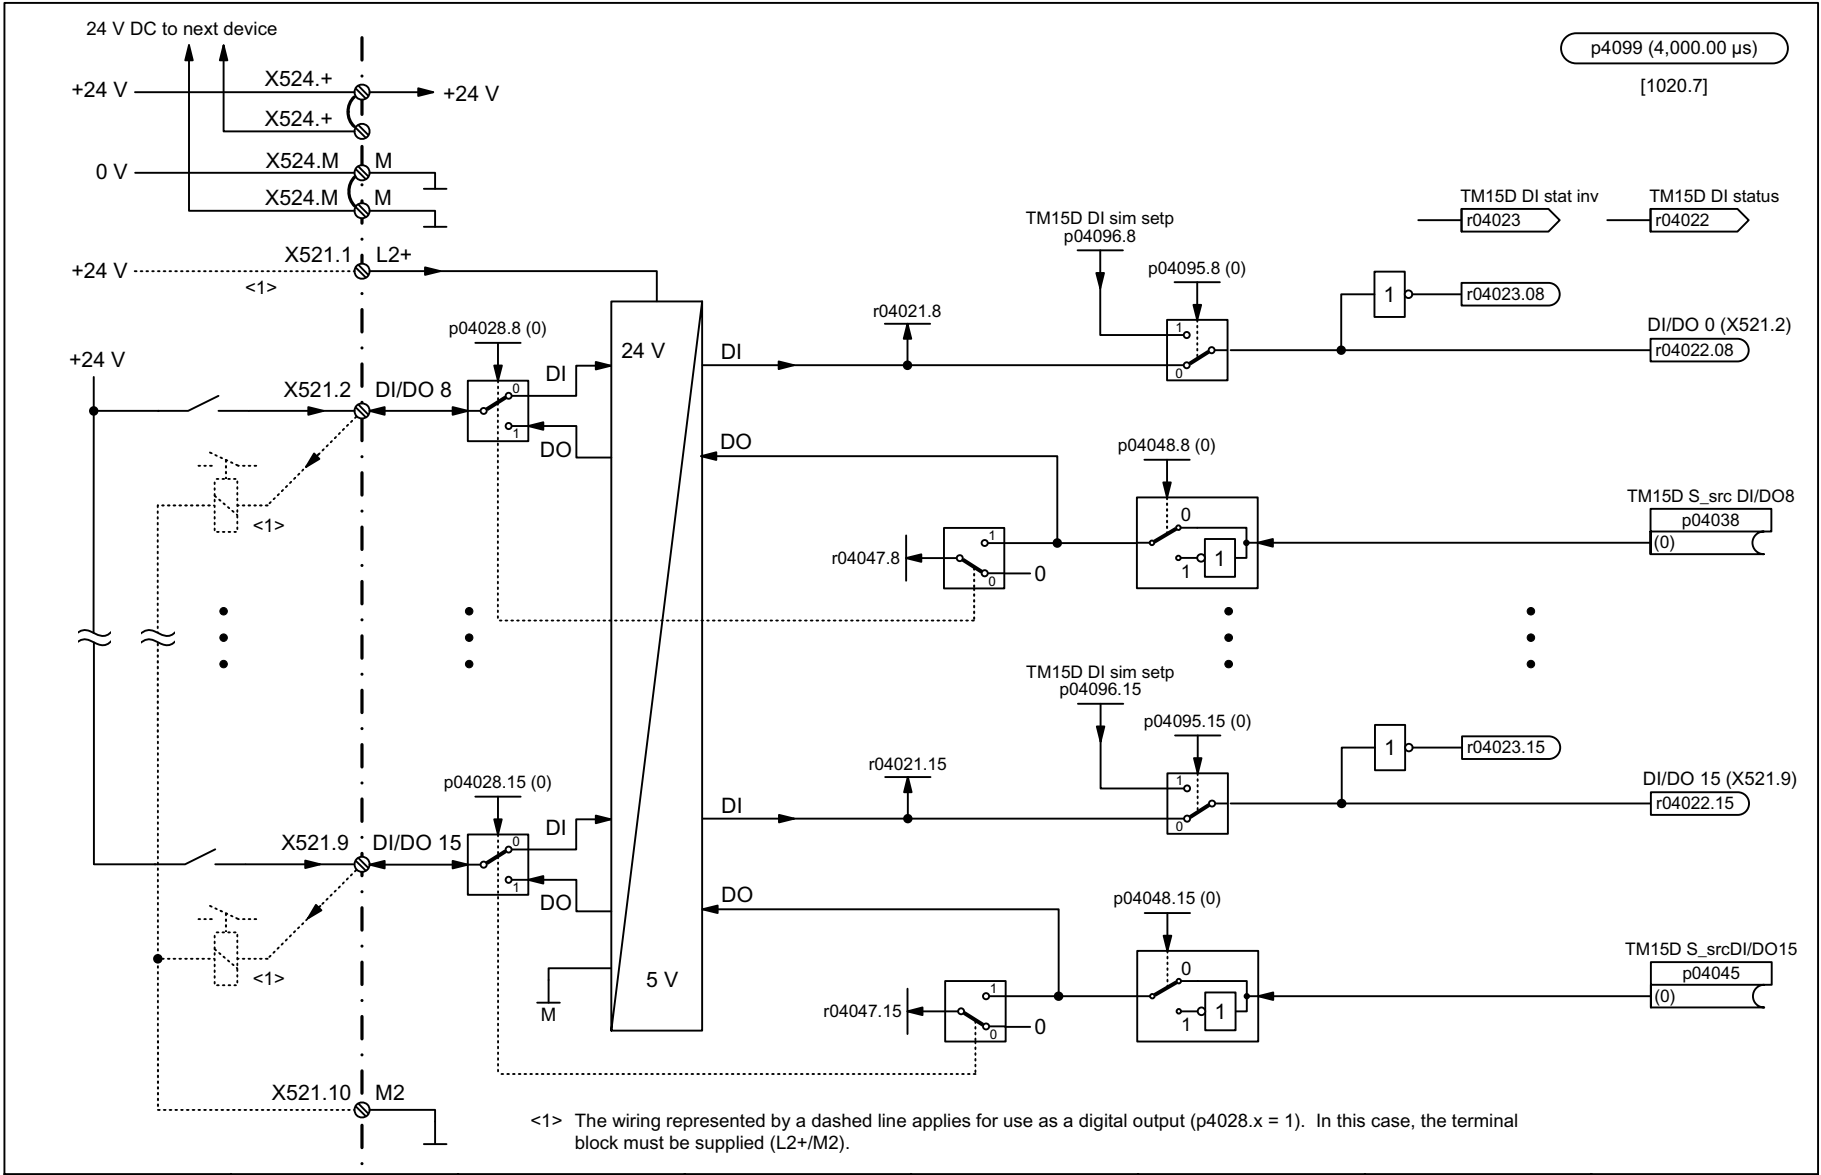 24 V DC to next device
p4099 (4,000.00 µs)
[1020.7]
+24 V
X524.+
+24 V
X524.+
0 V
X524.M
M
X524.M
M
TM15D DI stat inv
r04023
TM15D DI status
r04022
TM15D DI sim setp
p04096.8
+24 V
X521.1
L2+
<1>
p04095.8 (0)
1
0
1
r04023.08
r04021.8
DI/DO 0 (X521.2)
r04022.08
p04028.8 (0)
24 V
DI
+24 V
X521.2
DI/DO 8
0
1
DI
DO
DO
p04048.8 (0)
0
1
1
TM15D S_src DI/DO8
p04038
(0)
<1>
r04047.8
1
0
0
TM15D DI sim setp
p04096.15
p04095.15 (0)
1
0
1
r04023.15
r04021.15
DI/DO 15 (X521.9)
r04022.15
p04028.15 (0)
DI
X521.9
DI/DO 15
0
1
DI
DO
DO
p04048.15 (0)
0
1
1
TM15D S_srcDI/DO15
p04045
(0)
<1>
5 V
M
r04047.15
1
0
0
X521.10
M2
<1> The wiring represented by a dashed line applies for use as a digital output (p4028.x = 1). In this case, the terminal
block must be supplied (L2+/M2).